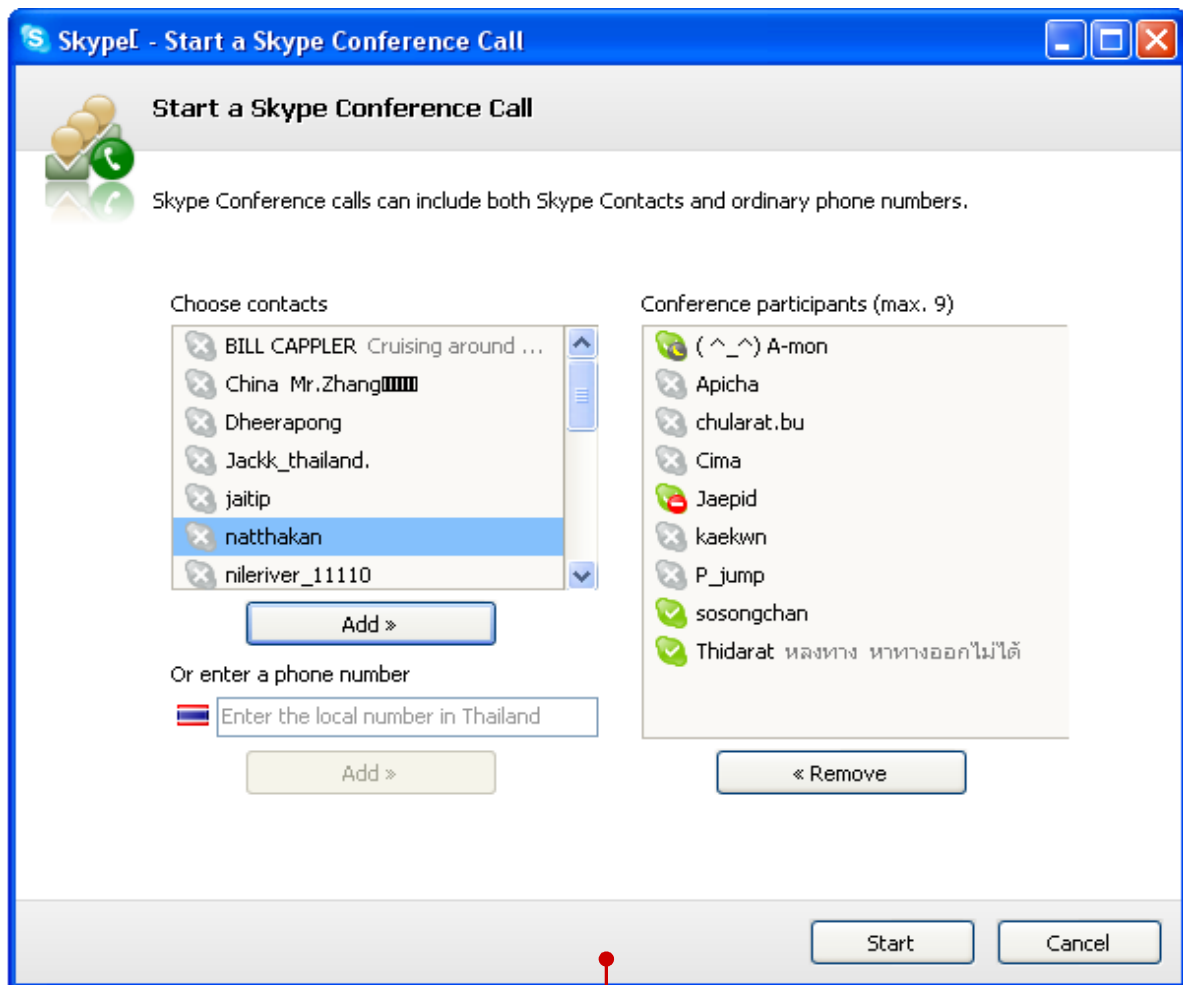 Skype[ - Start a Skype Conference Call
Start a Skype Conference Call
Skype Conference calls can include both Skype Contacts and ordinary phone numbers.
Choose contacts
BILL CAPPLER Cruising around ...
China Mr.Zhang
Dheerapong
Jackk_thailand.
jaitip
natthakan
nileriver_11110
Add »
Or enter a phone number
Enter the local number in Thailand
Add »
Conference participants (max. 9)
( ^_^) A-mon
Apicha
chularat.bu
Cima
Jaepid
kaekwn
P_jump
sosongchan
Thidarat หลงทาง หาทางออกไม่ได้
« Remove
Start
Cancel